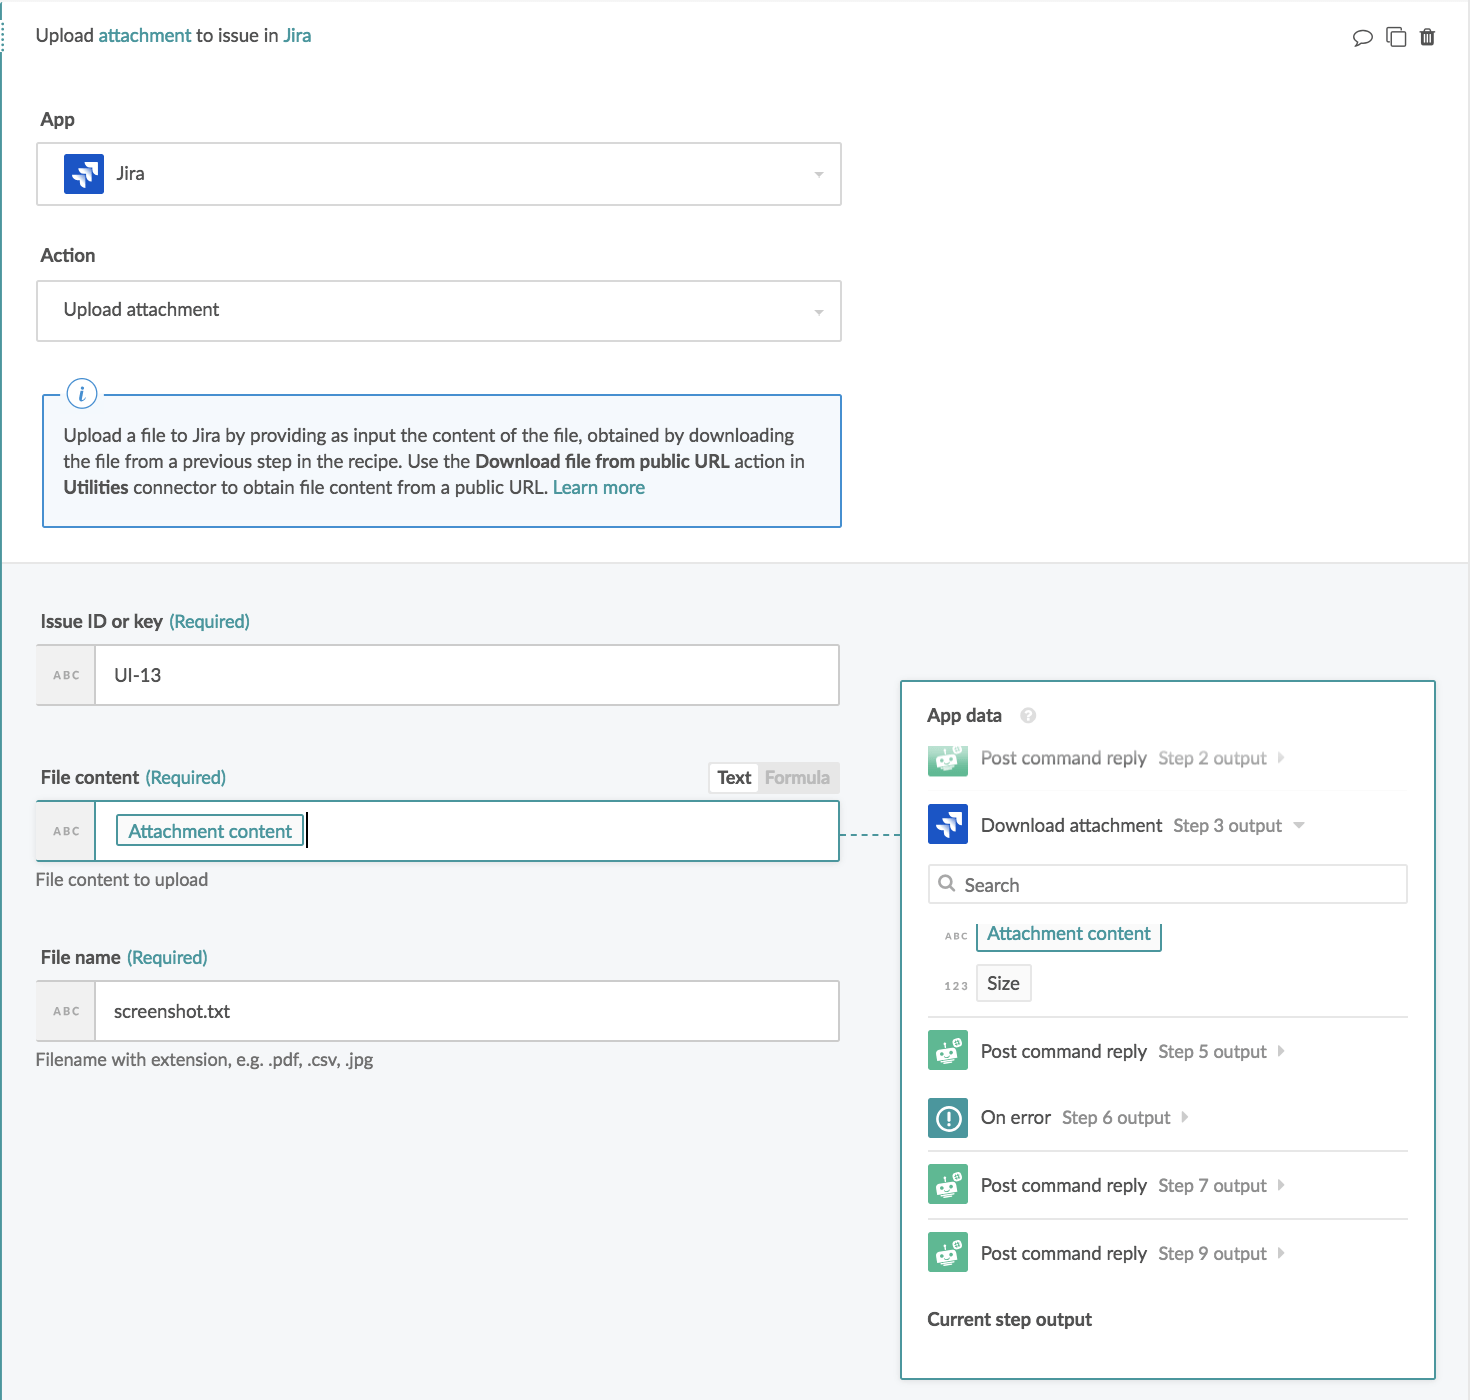 Upload attachment to issue in Jira
App
Jira
Action
Upload attachment
i
Upload a file to Jira by providing as input the content of the file, obtained by downloading
the file from a previous step in the recipe. Use the Download file from public URL action in
Utilities connector to obtain file content from a public URL. Learn more
Issue ID or key (Required)
ABC UI-13
File content (Required) Text Formula
ABC Attachment content
File content to upload
File name (Required)
ABC screenshot.txt
Filename with extension, e.g. .pdf, .csv, .jpg
App data ?
Post command reply Step 2 output
Download attachment Step 3 output
Search
ABC Attachment content
123 Size
Post command reply Step 5 output
On error Step 6 output
Post command reply Step 7 output
Post command reply Step 9 output
Current step output